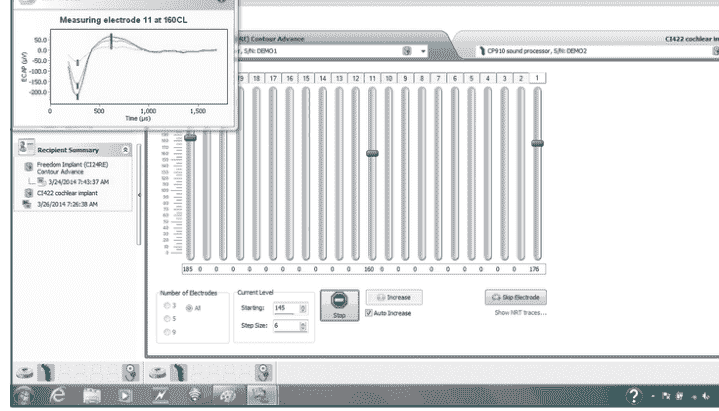 Measuring electrode 11 at 160CL
50.0
0.0
-50.0
-100.0
-150.0
-200.0
ECAP (µV)
0 500 1,000 1,500
Time (µs)
RE) Contour Advance
r, S/N: DEMO1
CP910 sound processor, S/N: DEMO2
CI422 cochlear im
9 18 17 16 15 14 13 12 11 10 9 8 7 6 5 4 3 2 1
Recipient Summary
Freedom Implant (CI24RE)
Contour Advance
3/24/2014 7:43:37 AM
CI422 cochlear implant
3/26/2014 7:26:38 AM
185 0 0 0 0 0 0 0 0 0 0 160 0 0 0 0 0 0 0 0 0 176
Number of Electrodes
3
All
5
9
Current Level
Starting: 145
Step Size: 6
Stop
Increase
Auto Increase
Skip Electrode
Show NRT traces...